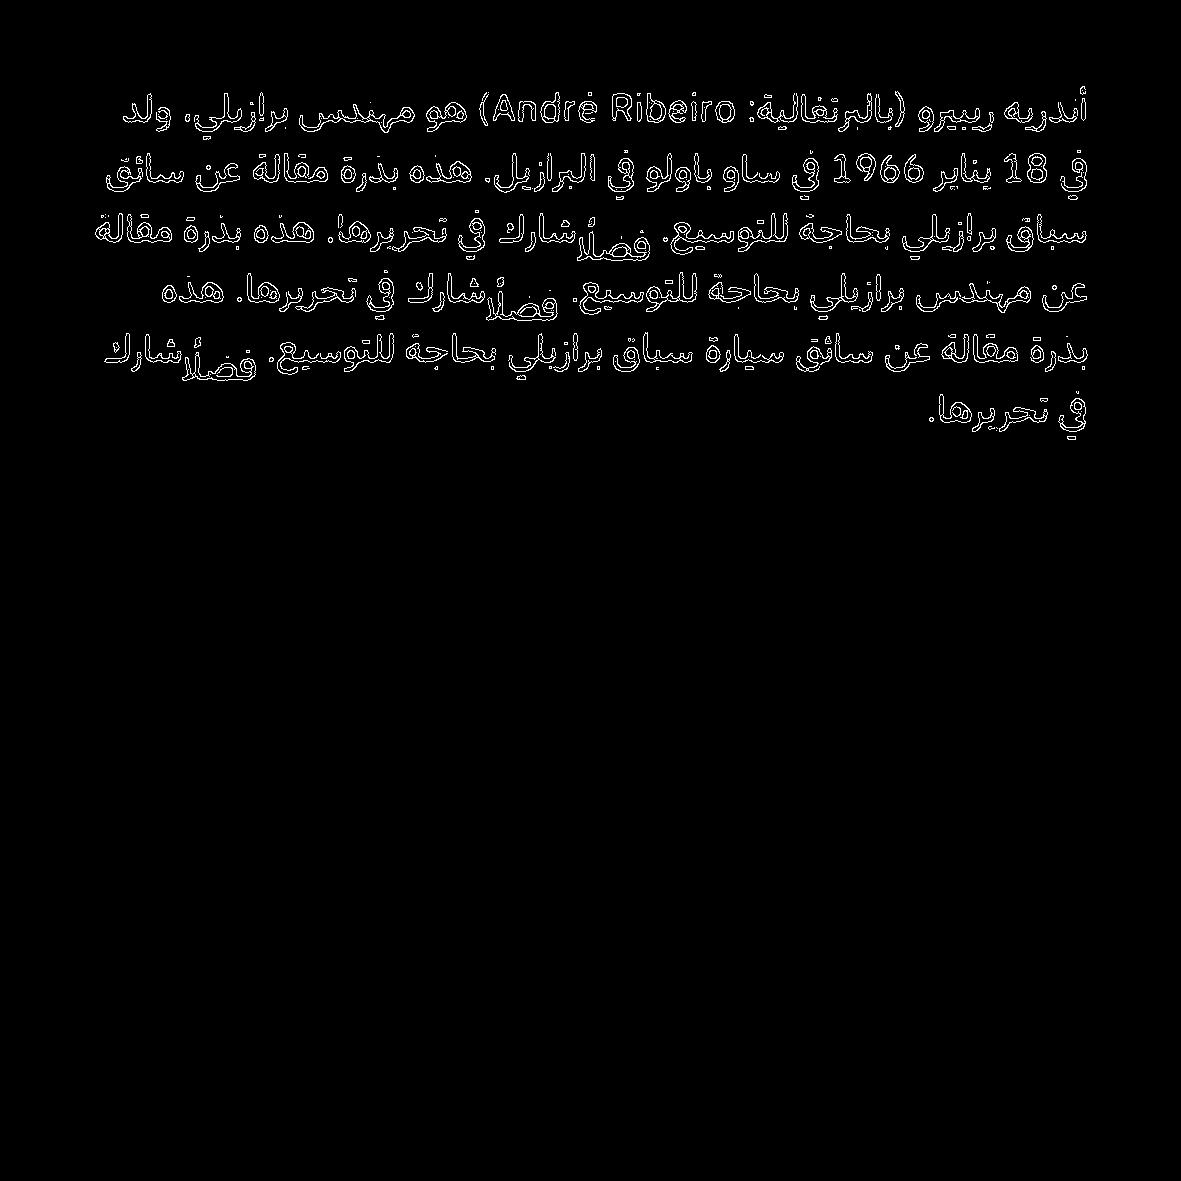 أندريه ريبيرو (بالبرتغالية: André Ribeiro) هو مهندس برازيلي، ولد
في 18 يناير 1966 في ساو باولو في البرازيل. هذه بذرة مقالة عن سائق
سباق برازيلي بحاجة للتوسيع. فضلاً شارك في تحريرها. هذه بذرة مقالة
عن مهندس برازيلي بحاجة للتوسيع. فضلاً شارك في تحريرها. هذه
بذرة مقالة عن سائق سيارة سباق برازيلي بحاجة للتوسيع. فضلاً شارك
في تحريرها.